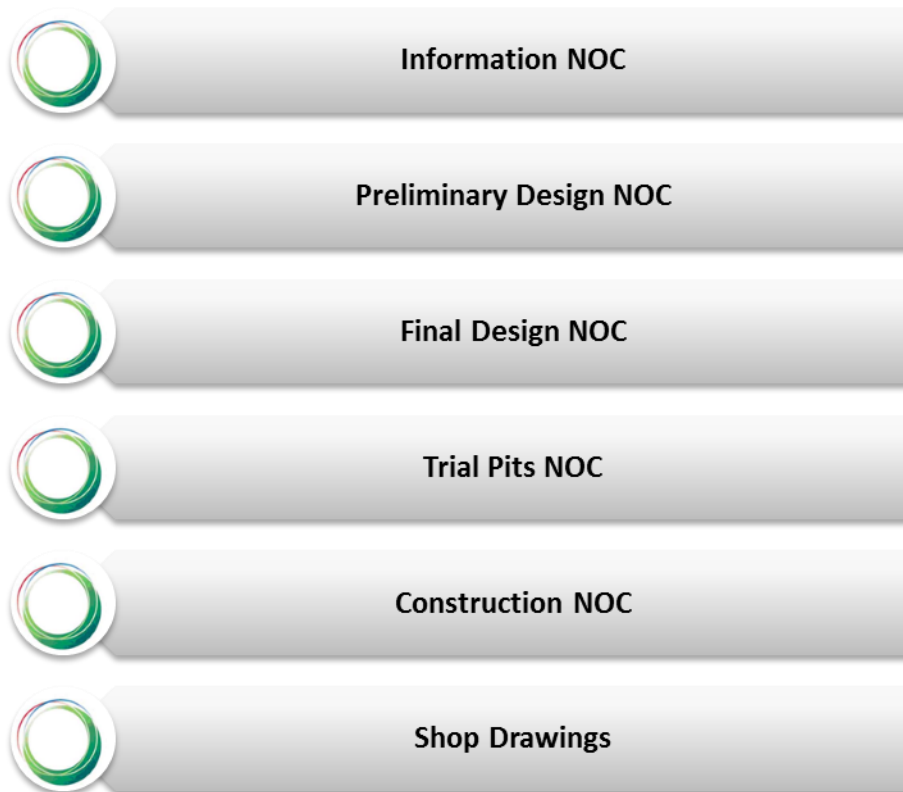 Information NOC
Preliminary Design NOC
Final Design NOC
Trial Pits NOC
Construction NOC
Shop Drawings